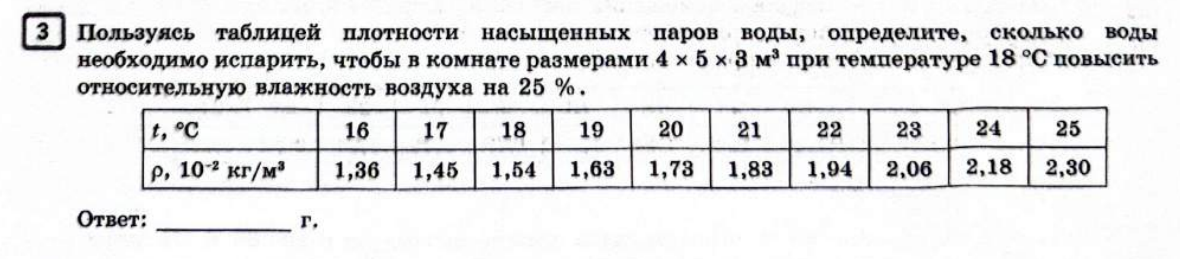 3 Пользуясь таблицей плотности насыщенных паров воды, определите, сколько воды
необходимо испарить, чтобы в комнате размерами 4 × 5 × 3 м³ при температуре 18 °С повысить
относительную влажность воздуха на 25 %.
t, °С 16 17 18 19 20 21 22 23 24 25
ρ, 10⁻² кг/м³ 1,36 1,45 1,54 1,63 1,73 1,83 1,94 2,06 2,18 2,30
Ответ: ____________ г.